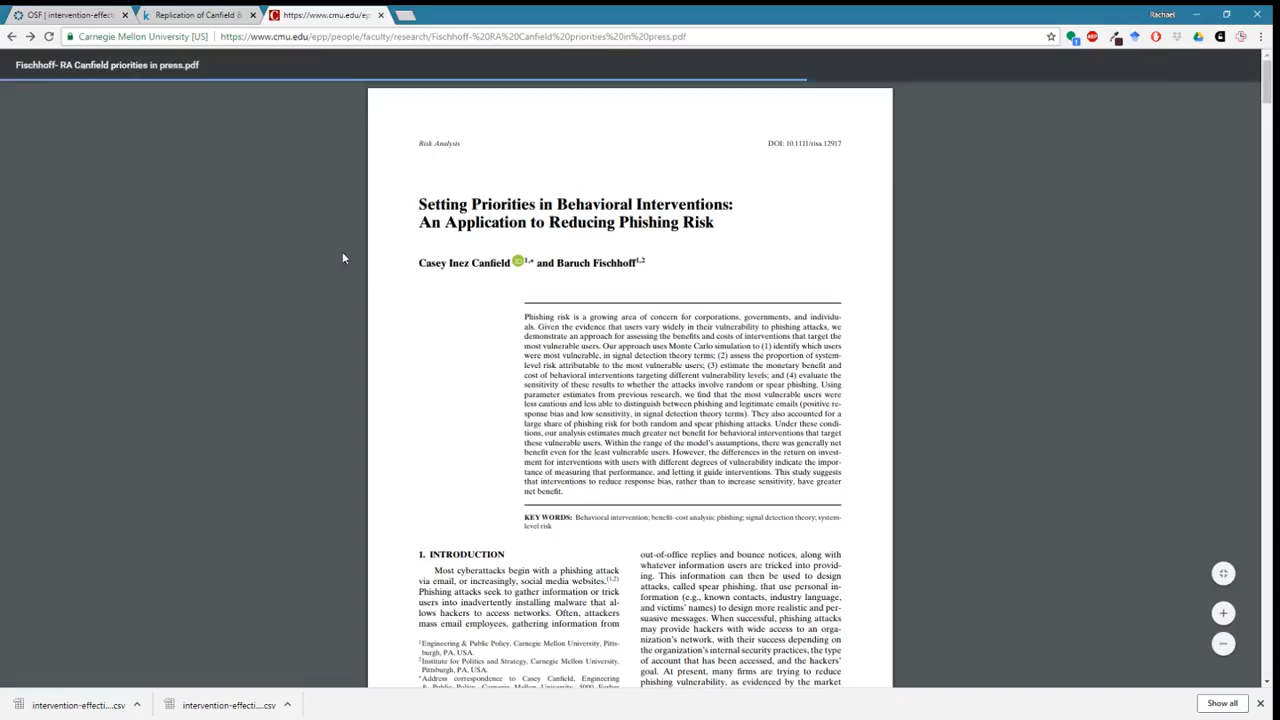 OSF | intervention-effect
Replication of Canfield &
https://www.cmu.edu/ep
Rachael
Carnegie Mellon University [US]
https://www.cmu.edu/epp/people/faculty/research/Fischhoff-%20RA%20Canfield%20priorities%20in%20press.pdf
Fischhoff- RA Canfield priorities in press.pdf
Risk Analysis
DOI: 10.1111/risa.12917
Setting Priorities in Behavioral Interventions:
An Application to Reducing Phishing Risk
Casey Inez Canfield 1,* and Baruch Fischhoff1,2
Phishing risk is a growing area of concern for corporations, governments, and individu-
als. Given the evidence that users vary widely in their vulnerability to phishing attacks, we
demonstrate an approach for assessing the benefits and costs of interventions that target the
most vulnerable users. Our approach uses Monte Carlo simulation to (1) identify which users
were most vulnerable, in signal detection theory terms; (2) assess the proportion of system-
level risk attributable to the most vulnerable users; (3) estimate the monetary benefit and
cost of behavioral interventions targeting different vulnerability levels; and (4) evaluate the
sensitivity of these results to whether the attacks involve random or spear phishing. Using
parameter estimates from previous research, we find that the most vulnerable users were
less cautious and less able to distinguish between phishing and legitimate emails (positive re-
sponse bias and low sensitivity, in signal detection theory terms). They also accounted for a
large share of phishing risk for both random and spear phishing attacks. Under these condi-
tions, our analysis estimates much greater net benefit for behavioral interventions that target
these vulnerable users. Within the range of the model's assumptions, there was generally net
benefit even for the least vulnerable users. However, the differences in the return on invest-
ment for interventions with users with different degrees of vulnerability indicate the impor-
tance of measuring that performance, and letting it guide interventions. This study suggests
that interventions to reduce response bias, rather than to increase sensitivity, have greater
net benefit.
KEY WORDS: Behavioral intervention; benefit-cost analysis; phishing; signal detection theory; system-
level risk
1. INTRODUCTION
Most cyberattacks begin with a phishing attack
via email, or increasingly, social media websites.(1,2)
Phishing attacks seek to gather information or trick
users into inadvertently installing malware that al-
lows hackers to access networks. Often, attackers
mass email employees, gathering information from
1Engineering & Public Policy, Carnegie Mellon University, Pitts-
burgh, PA, USA.
2Institute for Politics and Strategy, Carnegie Mellon University,
Pittsburgh, PA, USA.
*Address correspondence to Casey Canfield, Engineering
& Public Policy, Carnegie Mellon University, 5000 Forbes
out-of-office replies and bounce notices, along with
whatever information users are tricked into provid-
ing. This information can then be used to design
attacks, called spear phishing, that use personal in-
formation (e.g., known contacts, industry language,
and victims' names) to design more realistic and per-
suasive messages. When successful, phishing attacks
may provide hackers with wide access to an orga-
nization's network, with their success depending on
the organization's internal security practices, the type
of account that has been accessed, and the hackers'
goal. At present, many firms are trying to reduce
phishing vulnerability, as evidenced by the market
intervention-effecti....csv
intervention-effecti....csv
Show all